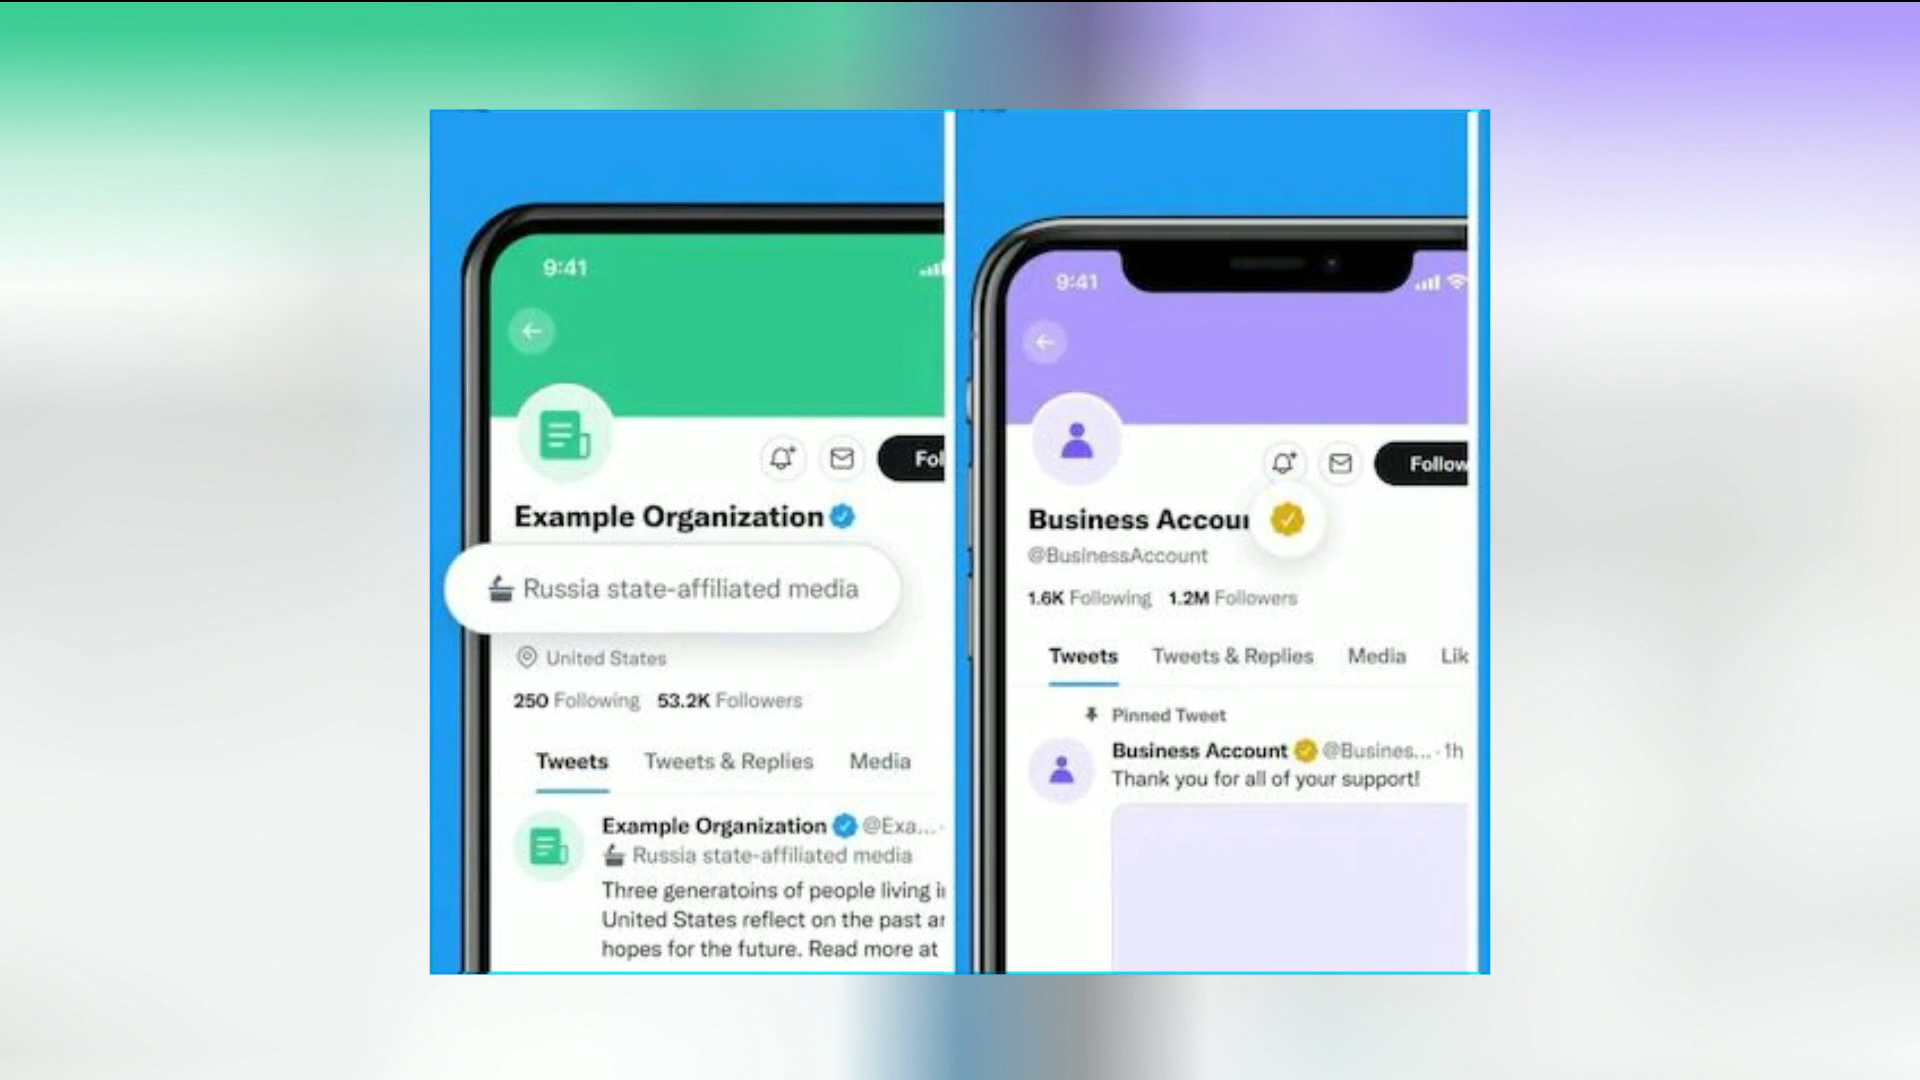 9:41
Fol
Example Organization
Russia state-affiliated media
United States
250 Following 53.2K Followers
Tweets Tweets & Replies Media
Example Organization @Exa... ·
Russia state-affiliated media
Three generatoins of people living i
United States reflect on the past ar
hopes for the future. Read more at
9:41
Follow
Business Accou
@BusinessAccount
1.6K Following 1.2M Followers
Tweets Tweets & Replies Media Lik
Pinned Tweet
Business Account @Busines... · 1h
Thank you for all of your support!